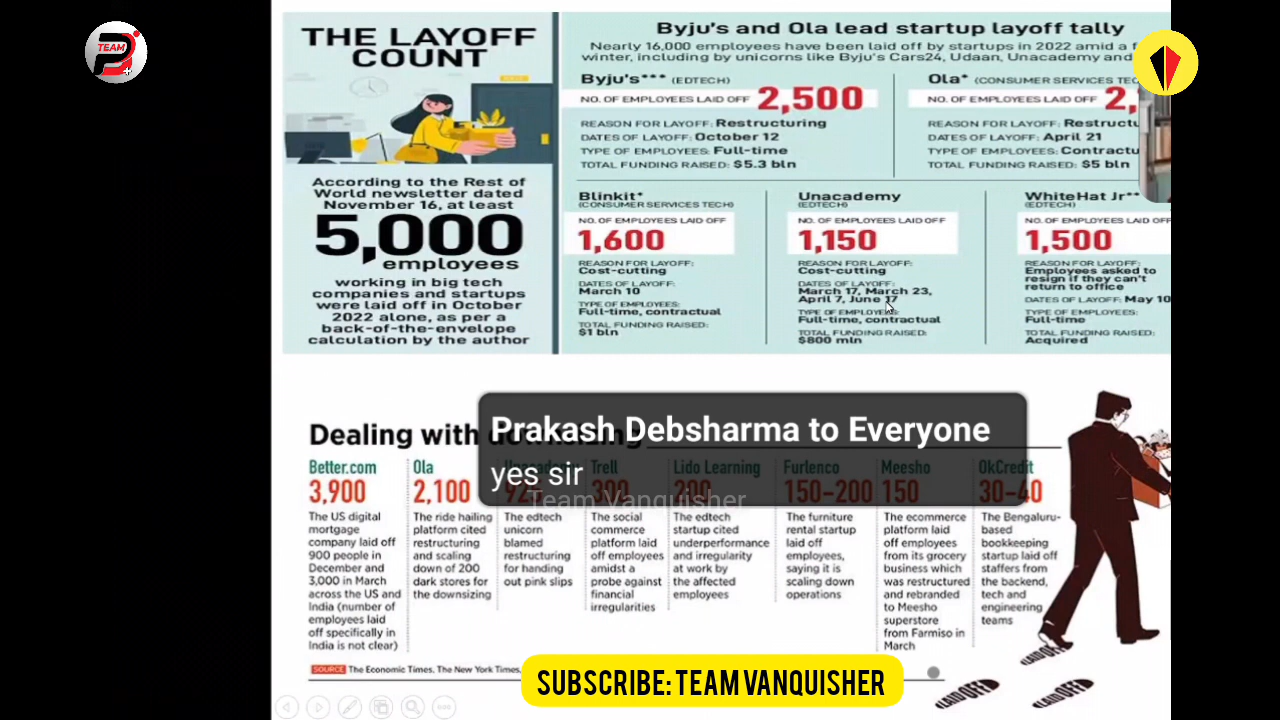 TEAM
THE LAYOFF
COUNT
According to the Rest of
World newsletter dated
November 16, at least
5,000
employees
working in big tech
companies and startups
were laid off in October
2022 alone, as per a
back-of-the-envelope
calculation by the author
Byju's and Ola lead startup layoff tally
Nearly 16,000 employees have been laid off by startups in 2022 amid a
winter, including by unicorns like Byju's Cars24, Udaan, Unacademy and
Byju's*** (EDTECH)
NO. OF EMPLOYEES LAID OFF 2,500
REASON FOR LAYOFF: Restructuring
DATES OF LAYOFF: October 12
TYPE OF EMPLOYEES: Full-time
TOTAL FUNDING RAISED: $5.3 bln
Ola* (CONSUMER SERVICES TEC
NO. OF EMPLOYEES LAID OFF 2,
REASON FOR LAYOFF: Restructu
DATES OF LAYOFF: April 21
TYPE OF EMPLOYEES: Contractu
TOTAL FUNDING RAISED: $5 bln
Blinkit*
(CONSUMER SERVICES TECH)
NO. OF EMPLOYEES LAID OFF
1,600
REASON FOR LAYOFF:
Cost-cutting
DATES OF LAYOFF:
March 10
TYPE OF EMPLOYEES:
Full-time, contractual
TOTAL FUNDING RAISED:
$1 bln
Unacademy
(EDTECH)
NO. OF EMPLOYEES LAID OFF
1,150
REASON FOR LAYOFF:
Cost-cutting
DATES OF LAYOFF:
March 17, March 23,
April 7, June 17
TYPE OF EMPLOYEES:
Full-time, contractual
TOTAL FUNDING RAISED:
$800 mln
WhiteHat Jr**
(EDTECH)
NO. OF EMPLOYEES LAID OFF
1,500
REASON FOR LAYOFF:
Employees asked to
resign if they can't
return to office
DATES OF LAYOFF: May 10
TYPE OF EMPLOYEES:
Full-time
TOTAL FUNDING RAISED:
Acquired
Prakash Debsharma to Everyone
yes sir
Team Vanquisher
Dealing with
Better.com
3,900
The US digital
mortgage
company laid off
900 people in
December and
3,000 in March
across the US and
India (number of
employees laid
off specifically in
India is not clear)
Ola
2,100
The ride hailing
platform cited
restructuring
and scaling
down of 200
dark stores for
the downsizing
925
The edtech
unicorn
blamed
restructuring
for handing
out pink slips
Trell
300
The social
commerce
platform laid
off employees
amidst a
probe against
financial
irregularities
Lido Learning
200
The edtech
startup cited
underperformance
and irregularity
at work by
the affected
employees
Furlenco
150-200
The furniture
rental startup
laid off
employees,
saying it is
scaling down
operations
Meesho
150
The ecommerce
platform laid
off employees
from its grocery
business which
was restructured
and rebranded
to Meesho
superstore
from Farmiso in
March
OkCredit
30-40
The Bengaluru-
based
bookkeeping
startup laid off
staffers from
the backend,
tech and
engineering
teams
SOURCE The Economic Times, The New York Times,
LAID OFF!
LAID OFF!
LAID OFF!
SUBSCRIBE: TEAM VANQUISHER